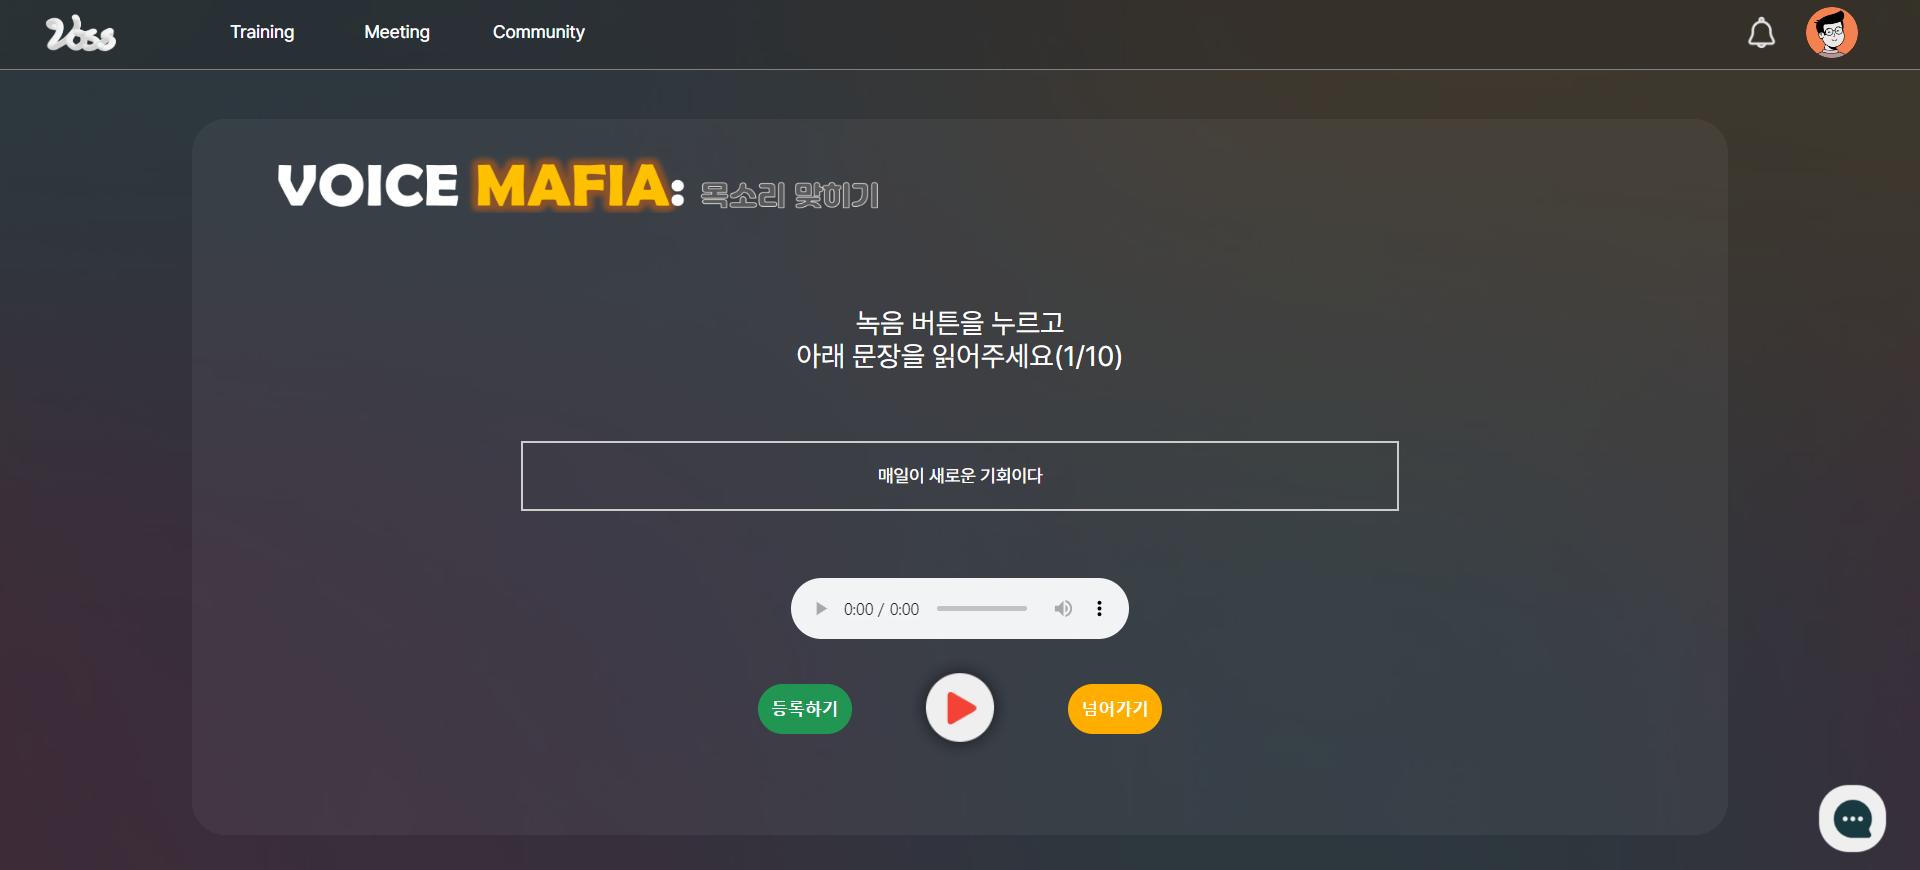 Voss
Training
Meeting
Community
VOICE MAFIA: 목소리 맞히기
녹음 버튼을 누르고
아래 문장을 읽어주세요(1/10)
매일이 새로운 기회이다
0:00 / 0:00
등록하기
넘어가기